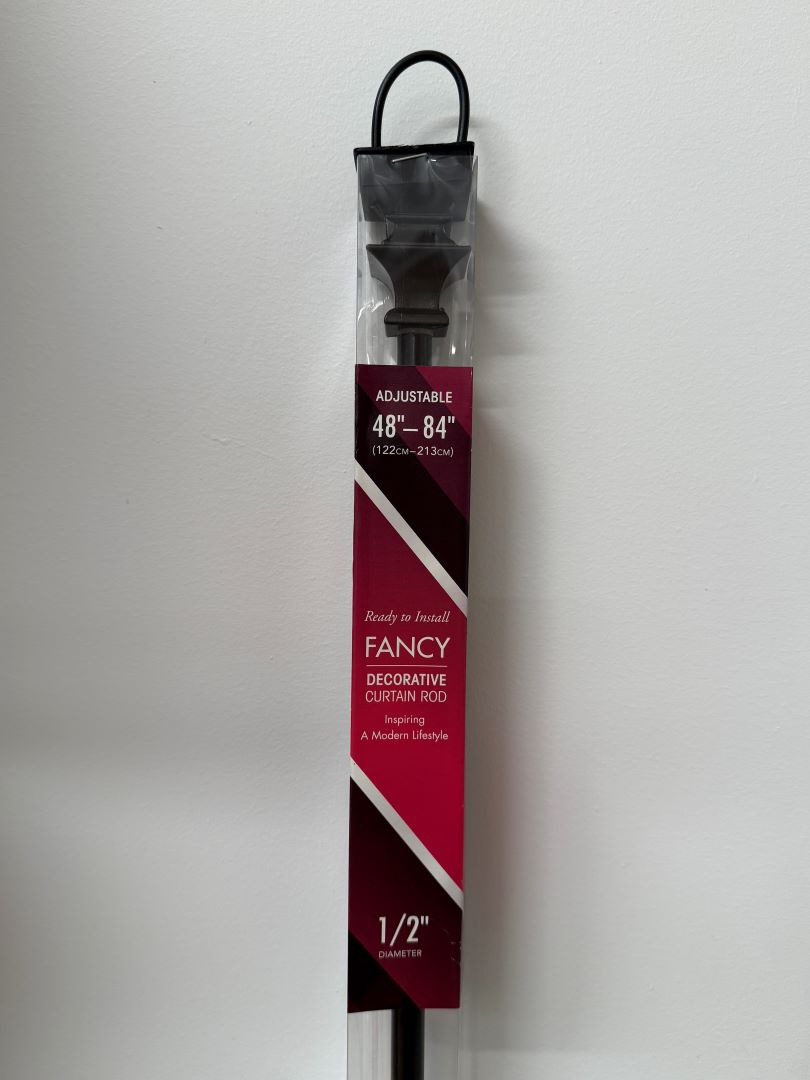 ADJUSTABLE
48"–84"
(122CM–213CM)
Ready to Install
FANCY
DECORATIVE
CURTAIN ROD
Inspiring
A Modern Lifestyle
1/2"
DIAMETER